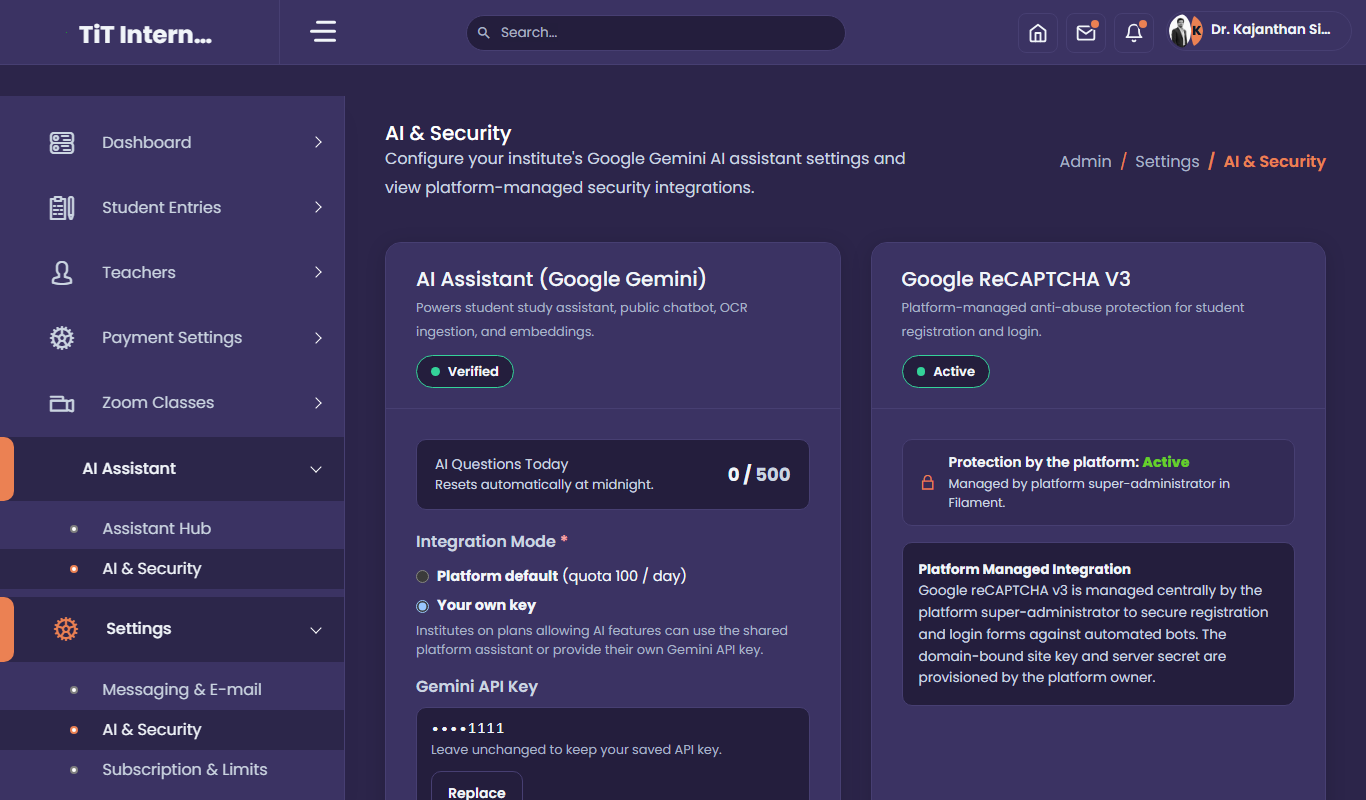 TiT Intern...
Search...
K
Dr. Kajanthan Si...
Dashboard
Student Entries
Teachers
Payment Settings
Zoom Classes
AI Assistant
Assistant Hub
AI & Security
Settings
Messaging & E-mail
AI & Security
Subscription & Limits
AI & Security
Configure your institute's Google Gemini AI assistant settings and
view platform-managed security integrations.
Admin / Settings / AI & Security
AI Assistant (Google Gemini)
Powers student study assistant, public chatbot, OCR
ingestion, and embeddings.
Verified
AI Questions Today
Resets automatically at midnight.
0 / 500
Integration Mode *
Platform default (quota 100 / day)
Your own key
Institutes on plans allowing AI features can use the shared
platform assistant or provide their own Gemini API key.
Gemini API Key
••••1111
Leave unchanged to keep your saved API key.
Replace
Google ReCAPTCHA V3
Platform-managed anti-abuse protection for student
registration and login.
Active
Protection by the platform: Active
Managed by platform super-administrator in
Filament.
Platform Managed Integration
Google reCAPTCHA v3 is managed centrally by the
platform super-administrator to secure registration
and login forms against automated bots. The
domain-bound site key and server secret are
provisioned by the platform owner.